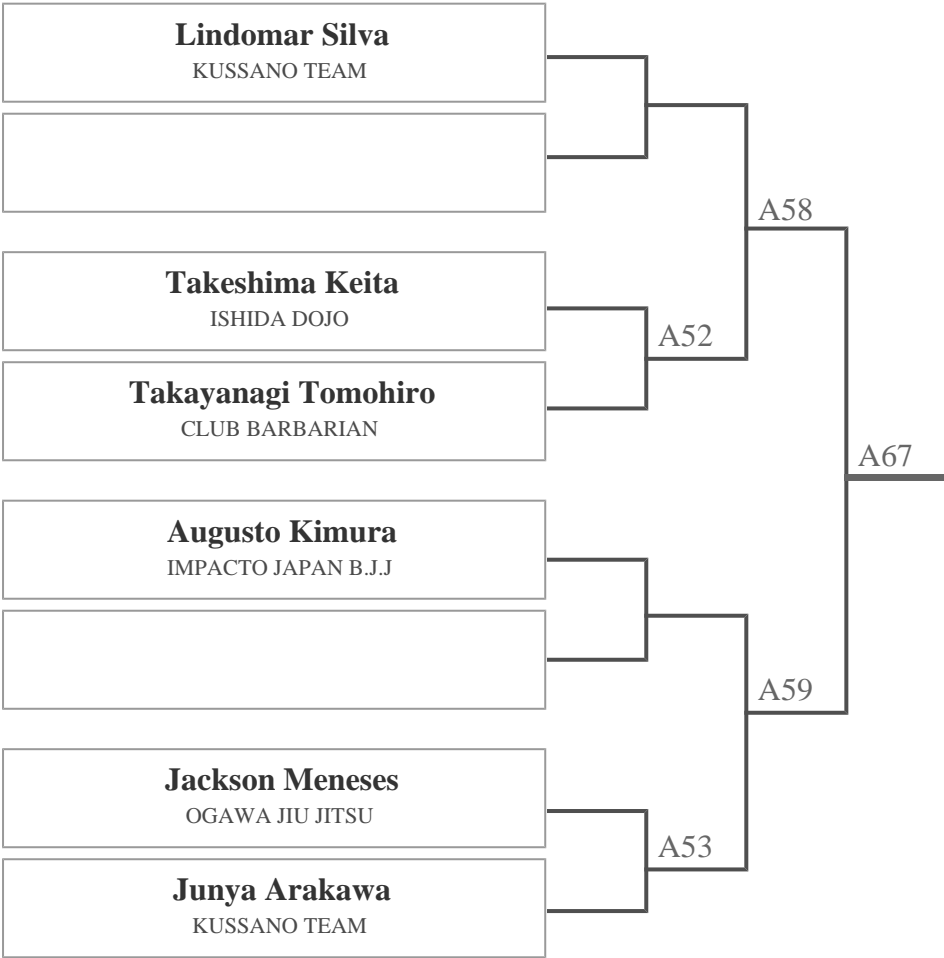 Lindomar Silva
KUSSANO TEAM
A58
Takeshima Keita
ISHIDA DOJO
A52
Takayanagi Tomohiro
CLUB BARBARIAN
A67
Augusto Kimura
IMPACTO JAPAN B.J.J
A59
Jackson Meneses
OGAWA JIU JITSU
A53
Junya Arakawa
KUSSANO TEAM